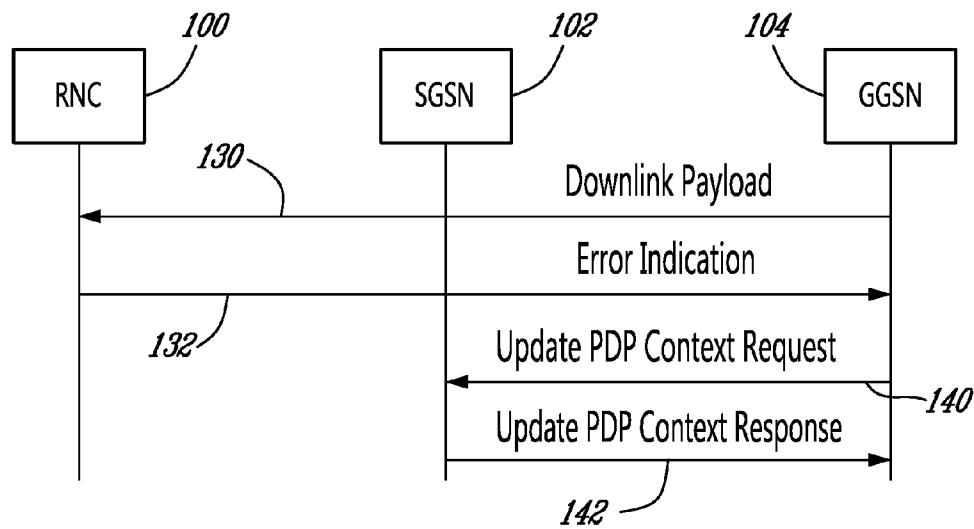 100
102
104
RNC
SGSN
GGSN
130
Downlink Payload
Error Indication
132
Update PDP Context Request
140
Update PDP Context Response
142